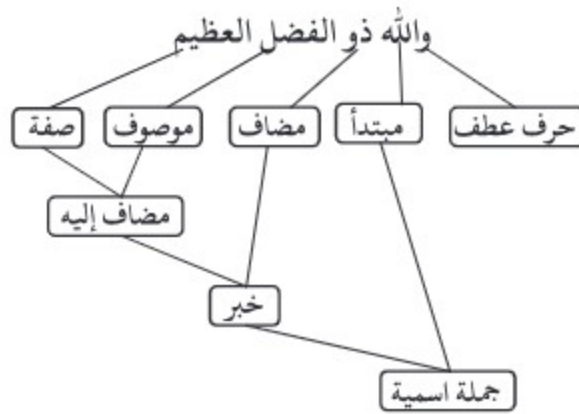 والله ذو الفضل العظيم
حرف عطف مبتدأ مضاف موصوف صفة
مضاف إليه
خبر
جملة اسمية